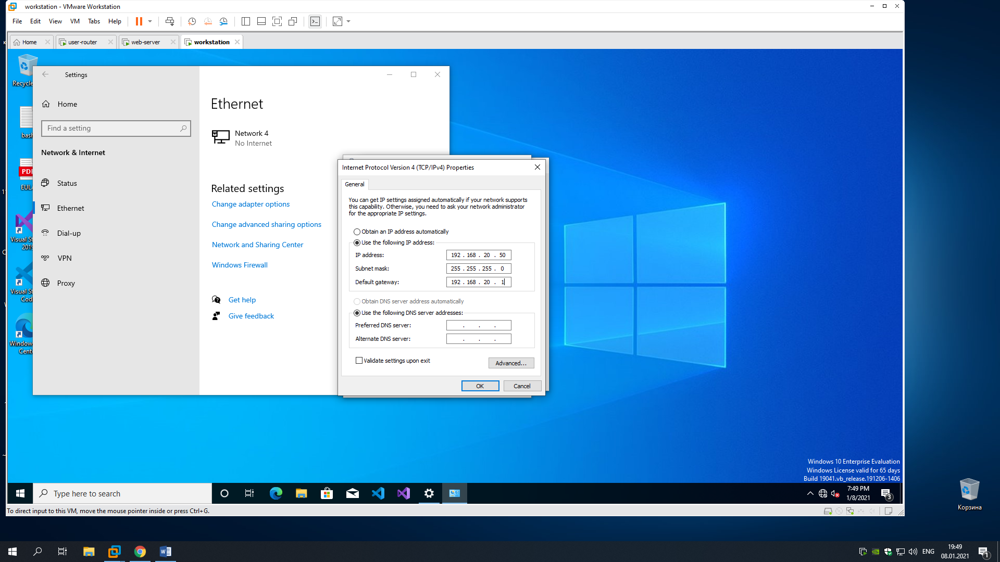 workstation - VMware Workstation
File Edit View VM Tabs Help
Home user-router web-server workstation
Settings
Home
Find a setting
Network & Internet
Status
Ethernet
Dial-up
VPN
Proxy
Ethernet
Network 4
No Internet
Related settings
Change adapter options
Change advanced sharing options
Network and Sharing Center
Windows Firewall
Get help
Give feedback
Internet Protocol Version 4 (TCP/IPv4) Properties
General
You can get IP settings assigned automatically if your network supports
this capability. Otherwise, you need to ask your network administrator
for the appropriate IP settings.
Obtain an IP address automatically
Use the following IP address:
IP address: 192 . 168 . 20 . 50
Subnet mask: 255 . 255 . 255 . 0
Default gateway: 192 . 168 . 20 . 1
Obtain DNS server address automatically
Use the following DNS server addresses:
Preferred DNS server: . . .
Alternate DNS server: . . .
Validate settings upon exit
Advanced...
OK Cancel
Recycle
bash
PDF
EULA
Visual St
2019
Visual St
Code
Window
Cent
Windows 10 Enterprise Evaluation
Windows License valid for 65 days
Build 19041.vb_release.191206-1406
Type here to search
7:49 PM
1/8/2021
3
To direct input to this VM, move the mouse pointer inside or press Ctrl+G.
Корзина
ENG
19:49
08.01.2021
1